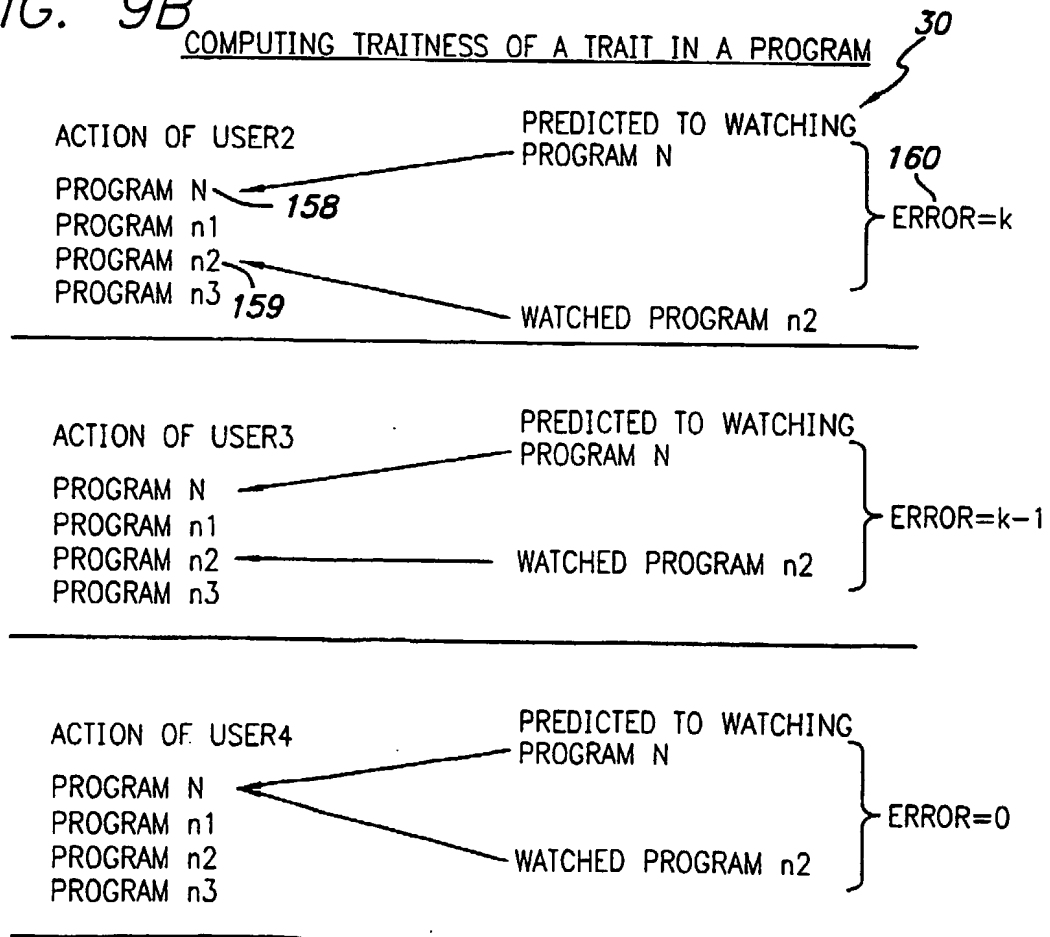 FIG. 9B
COMPUTING TRAITNESS OF A TRAIT IN A PROGRAM
30
ACTION OF USER2
PREDICTED TO WATCHING
PROGRAM N
PROGRAM N
158
PROGRAM n1
PROGRAM n2
159
PROGRAM n3
WATCHED PROGRAM n2
160
ERROR=k
ACTION OF USER3
PREDICTED TO WATCHING
PROGRAM N
PROGRAM N
PROGRAM n1
PROGRAM n2
PROGRAM n3
WATCHED PROGRAM n2
ERROR=k-1
ACTION OF USER4
PREDICTED TO WATCHING
PROGRAM N
PROGRAM N
PROGRAM n1
PROGRAM n2
PROGRAM n3
WATCHED PROGRAM n2
ERROR=0